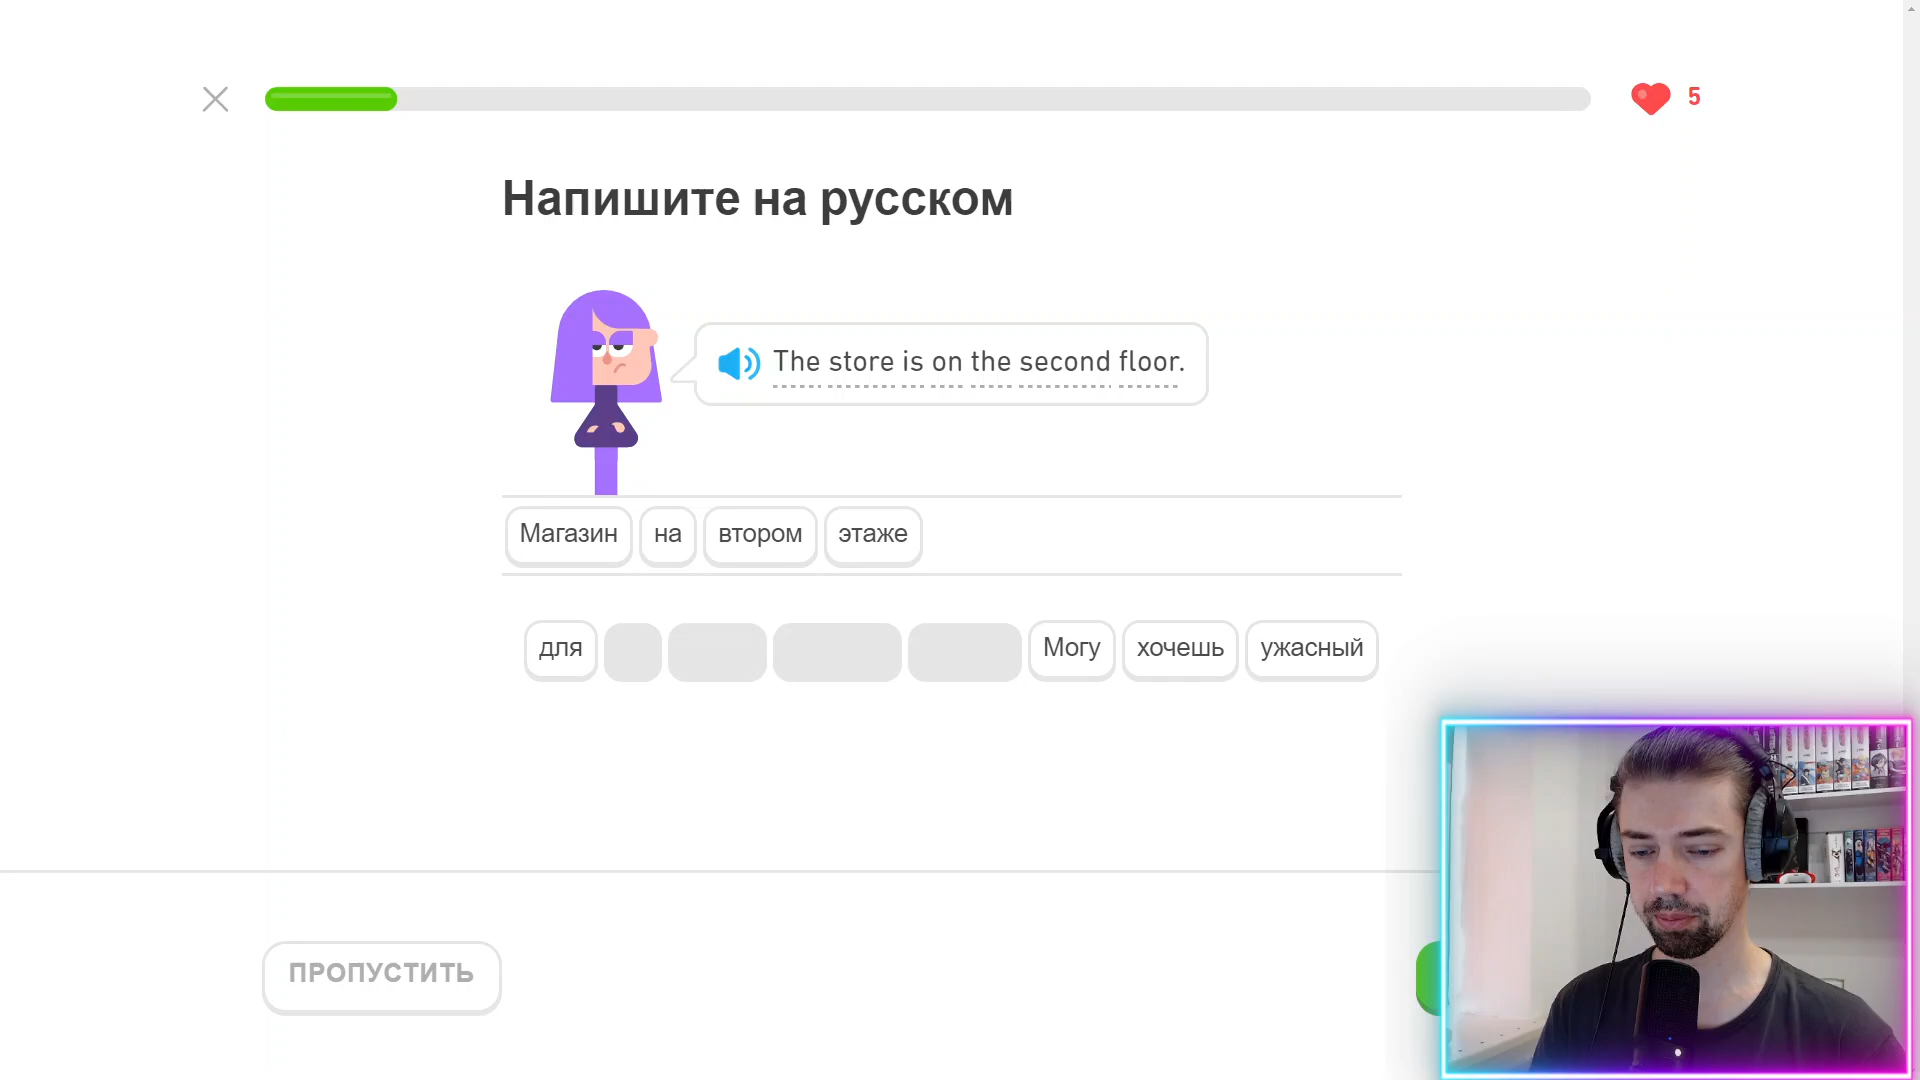 5
Напишите на русском
The store is on the second floor.
Магазин на втором этаже
для Могу хочешь ужасный
ПРОПУСТИТЬ